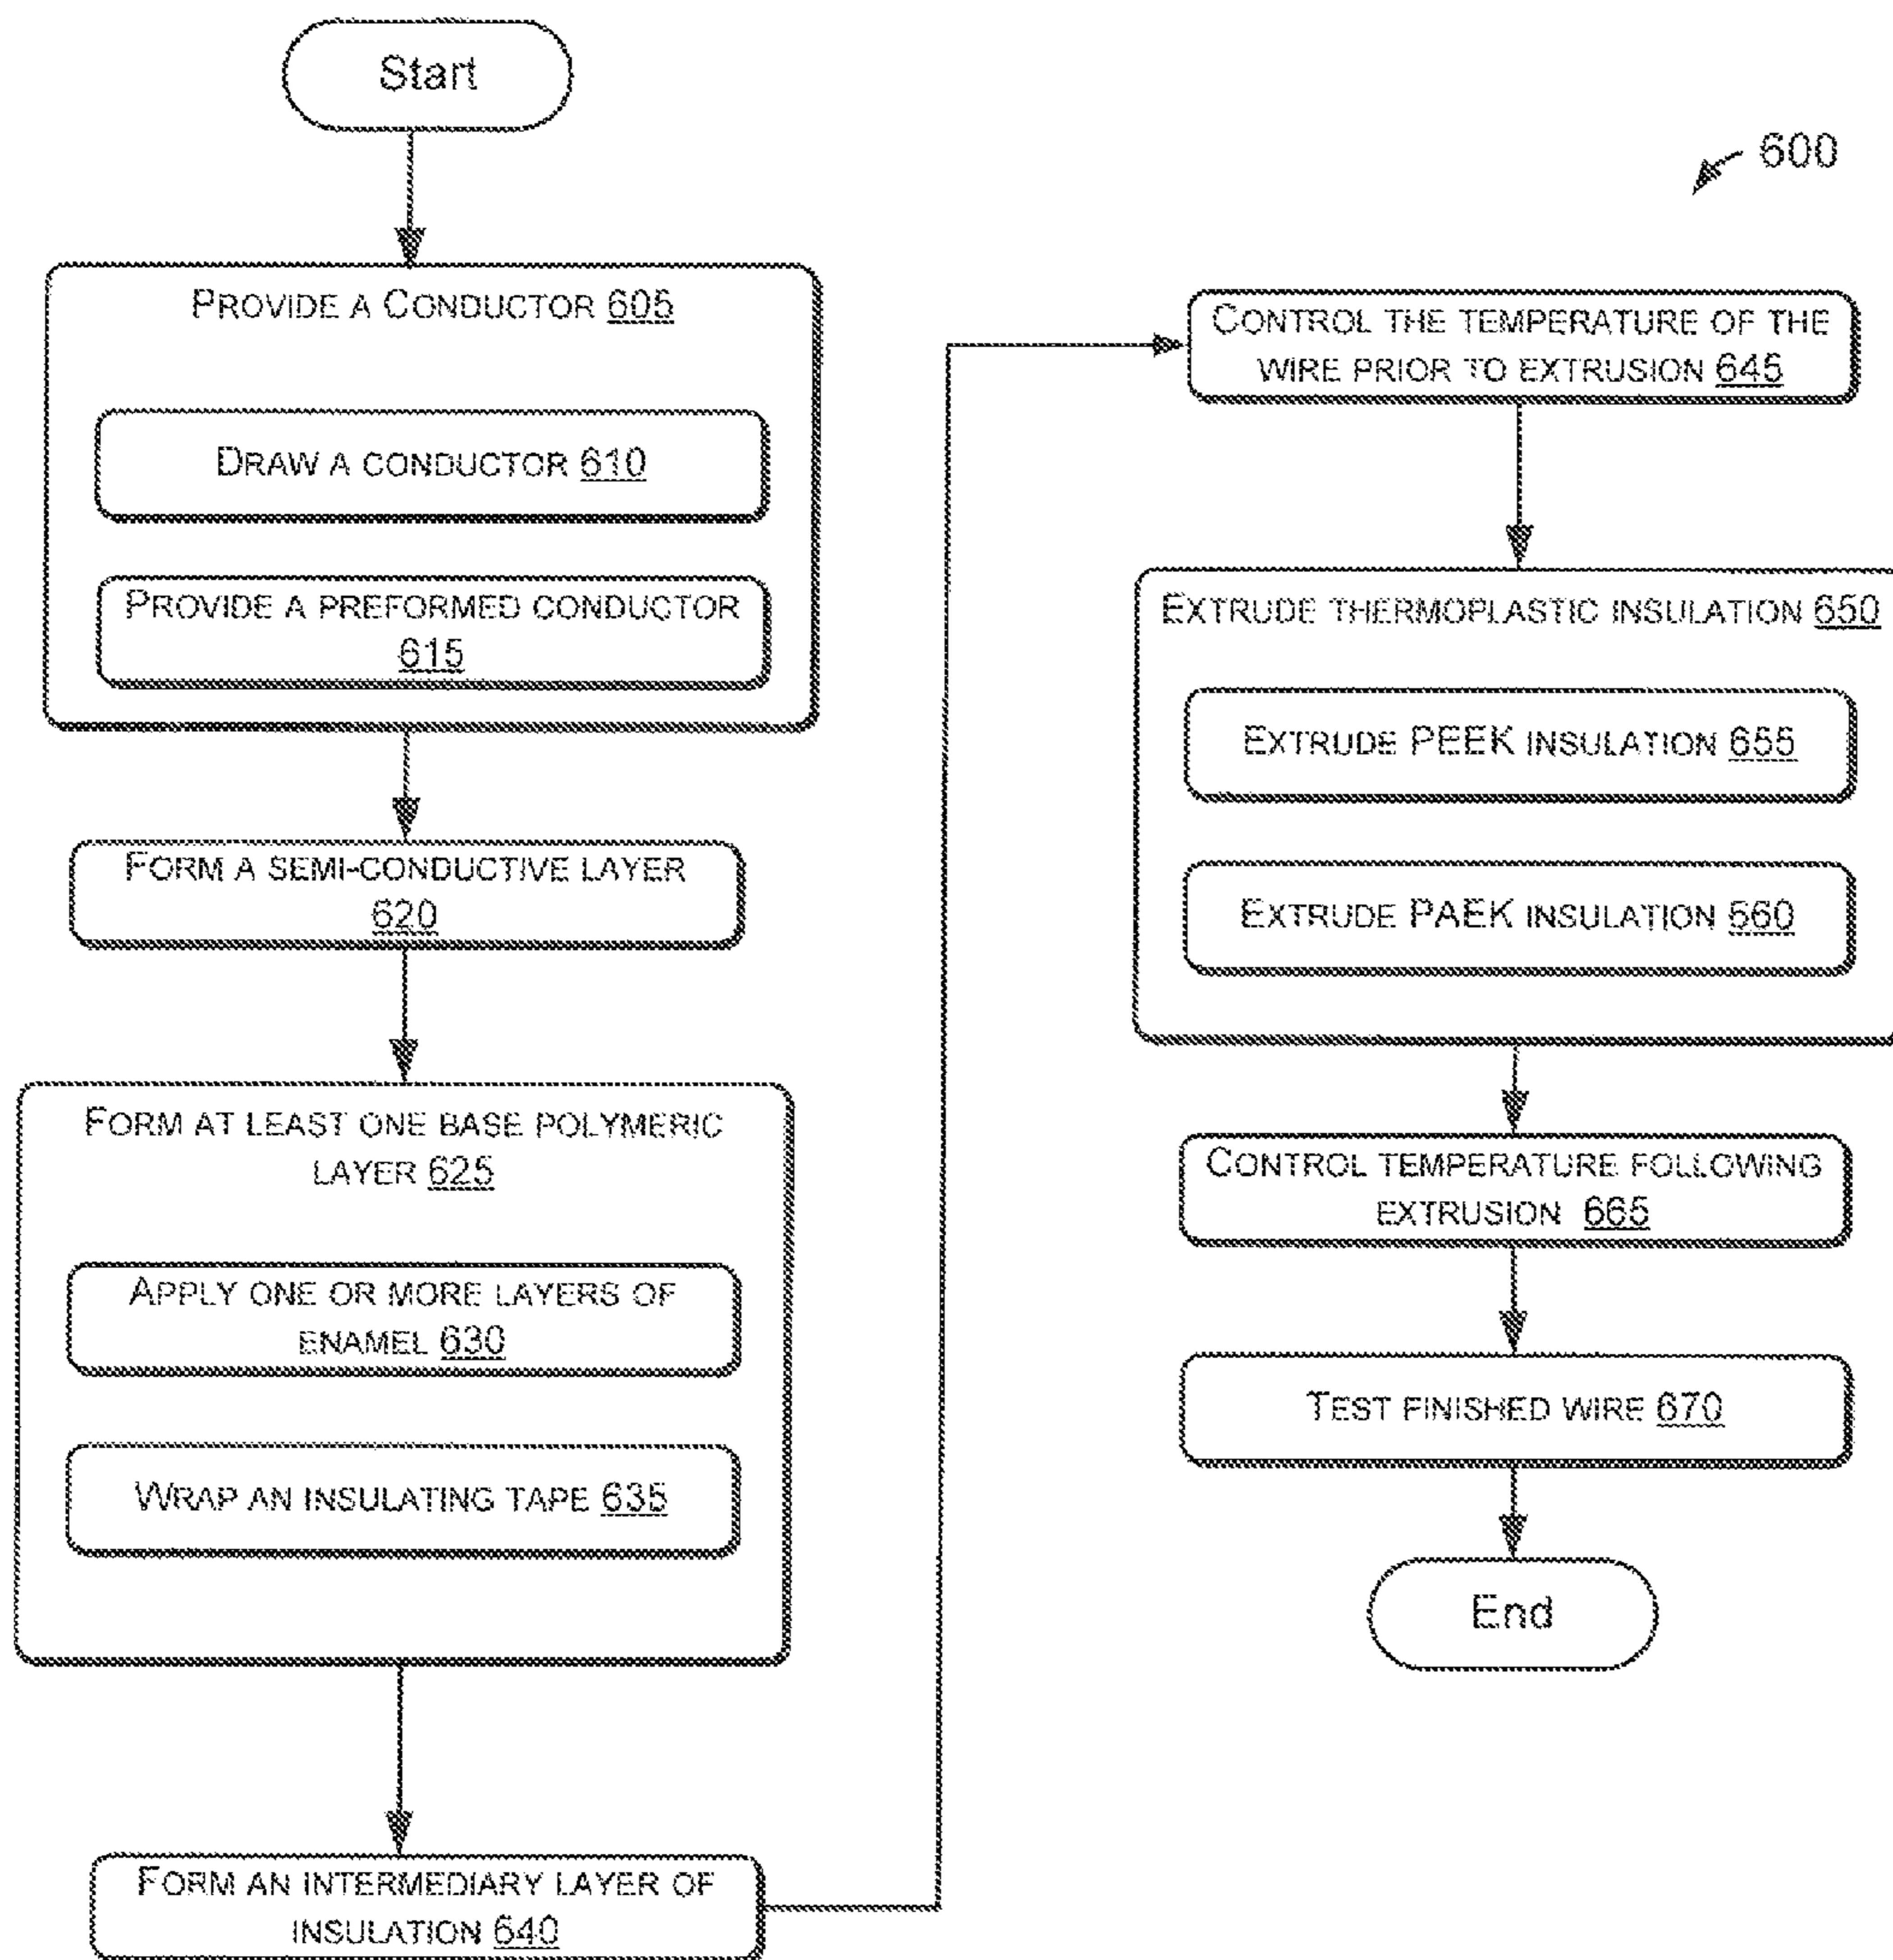 Start
600
PROVIDE A CONDUCTOR 605
DRAW A CONDUCTOR 610
PROVIDE A PREFORMED CONDUCTOR
615
FORM A SEMI-CONDUCTIVE LAYER
620
FORM AT LEAST ONE BASE POLYMERIC
LAYER 625
APPLY ONE OR MORE LAYERS OF
ENAMEL 630
WRAP AN INSULATING TAPE 635
FORM AN INTERMEDIARY LAYER OF
INSULATION 640
CONTROL THE TEMPERATURE OF THE
WIRE PRIOR TO EXTRUSION 645
EXTRUDE THERMOPLASTIC INSULATION 650
EXTRUDE PEEK INSULATION 655
EXTRUDE PAEK INSULATION 660
CONTROL TEMPERATURE FOLLOWING
EXTRUSION 665
TEST FINISHED WIRE 670
End